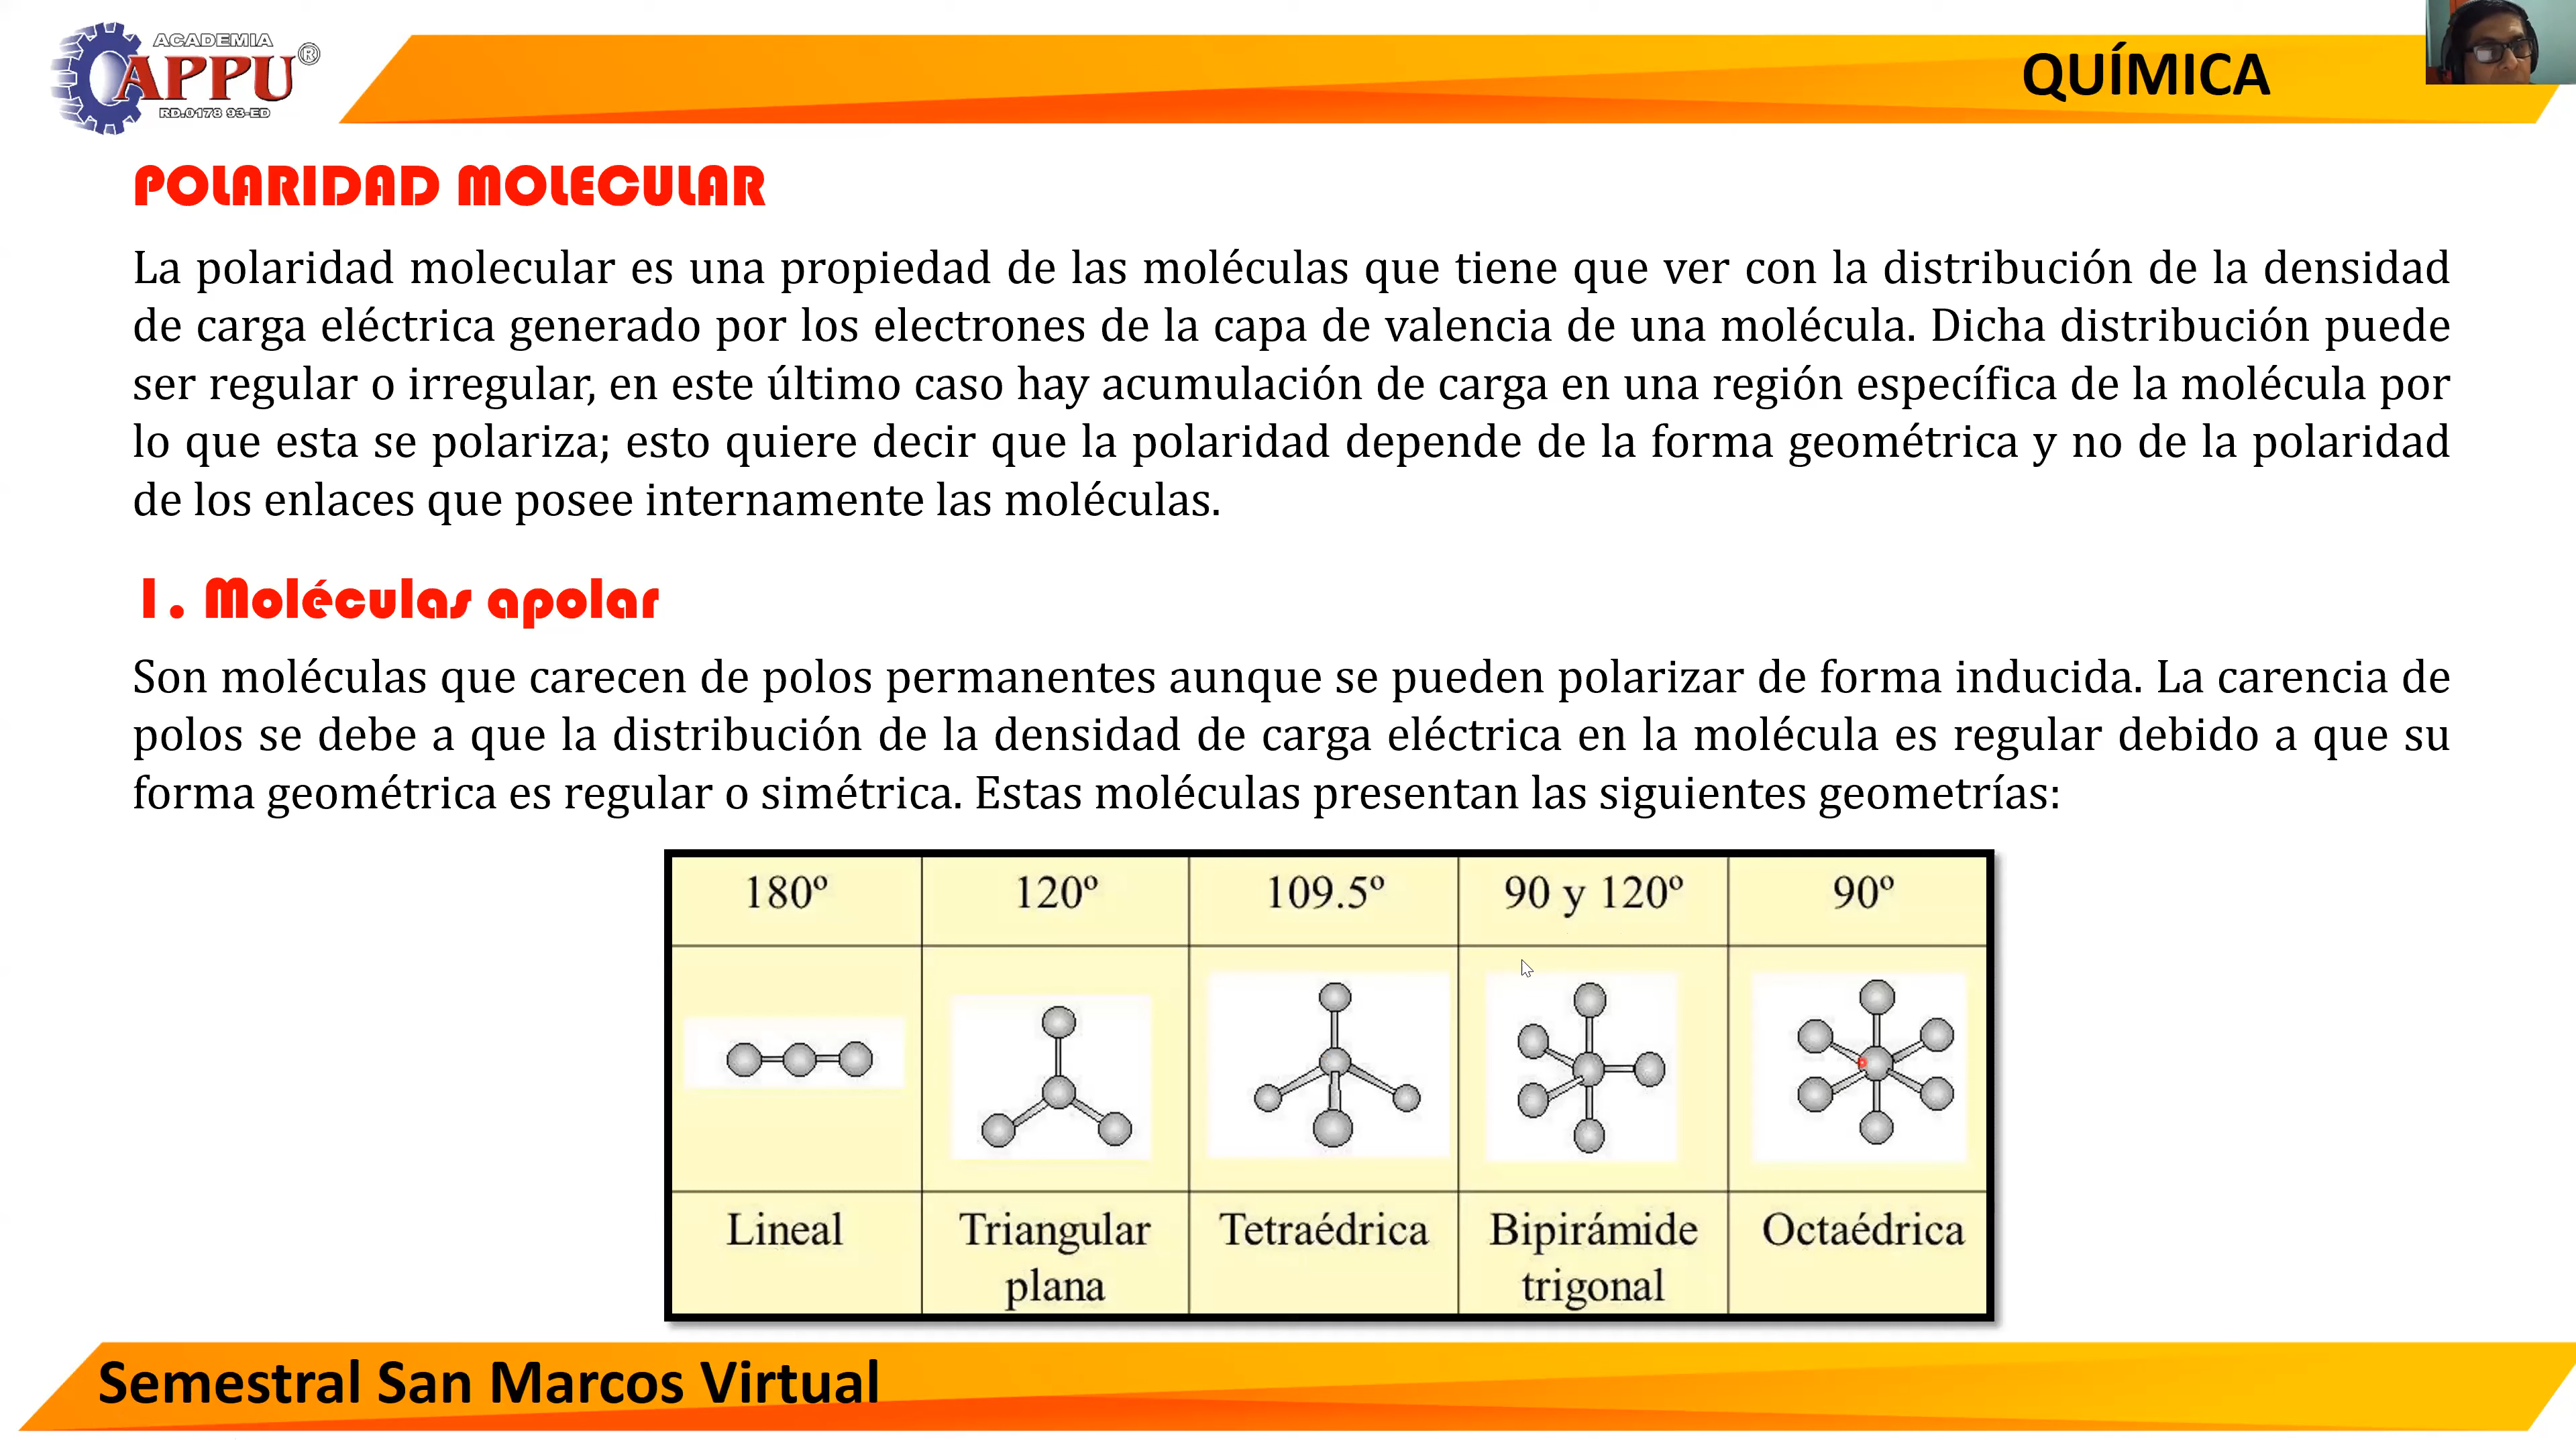 ACADEMIA
APPU®
RD.0178 93-ED
QUÍMICA
POLARIDAD MOLECULAR
La polaridad molecular es una propiedad de las moléculas que tiene que ver con la distribución de la densidad
de carga eléctrica generado por los electrones de la capa de valencia de una molécula. Dicha distribución puede
ser regular o irregular, en este último caso hay acumulación de carga en una región específica de la molécula por
lo que esta se polariza; esto quiere decir que la polaridad depende de la forma geométrica y no de la polaridad
de los enlaces que posee internamente las moléculas.
1. Moléculas apolar
Son moléculas que carecen de polos permanentes aunque se pueden polarizar de forma inducida. La carencia de
polos se debe a que la distribución de la densidad de carga eléctrica en la molécula es regular debido a que su
forma geométrica es regular o simétrica. Estas moléculas presentan las siguientes geometrías:
180º 120º 109.5º 90 y 120º 90º
Lineal Triangular Tetraédrica Bipirámide Octaédrica
plana trigonal
Semestral San Marcos Virtual